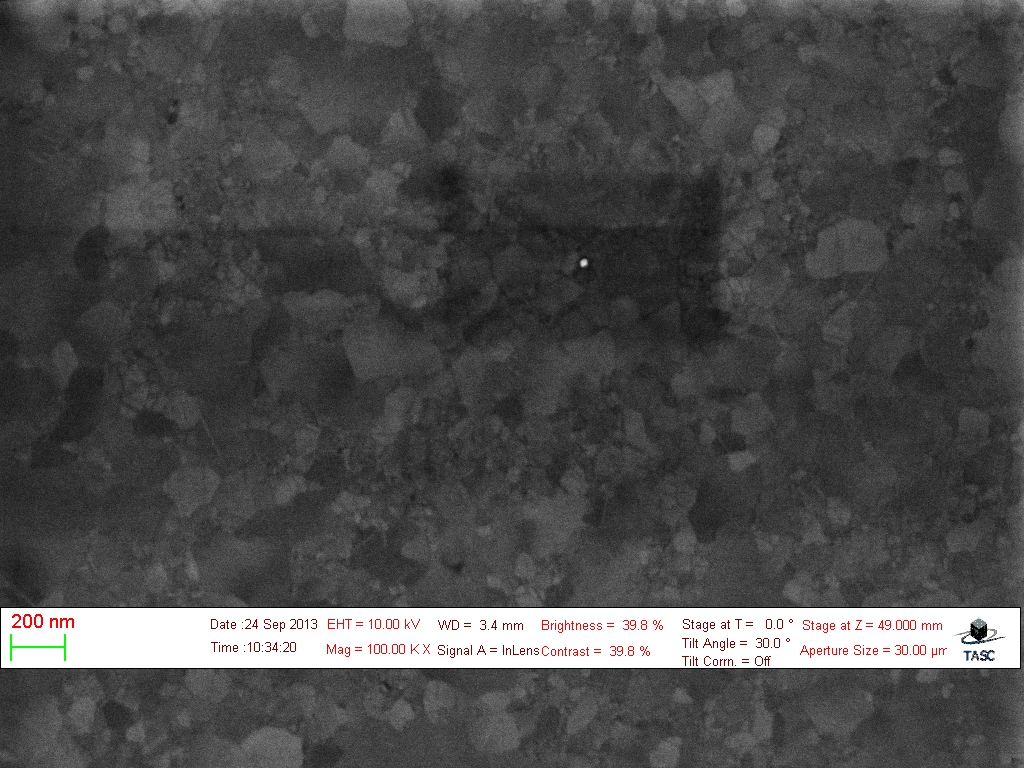 200 nm
Date :24 Sep 2013 EHT = 10.00 kV WD = 3.4 mm Brightness = 39.8 % Stage at T = 0.0 ° Stage at Z = 49.000 mm
Time :10:34:20 Mag = 100.00 K X Signal A = InLens Contrast = 39.8 % Tilt Angle = 30.0 ° Aperture Size = 30.00 µm
Tilt Corrn. = Off
TASC